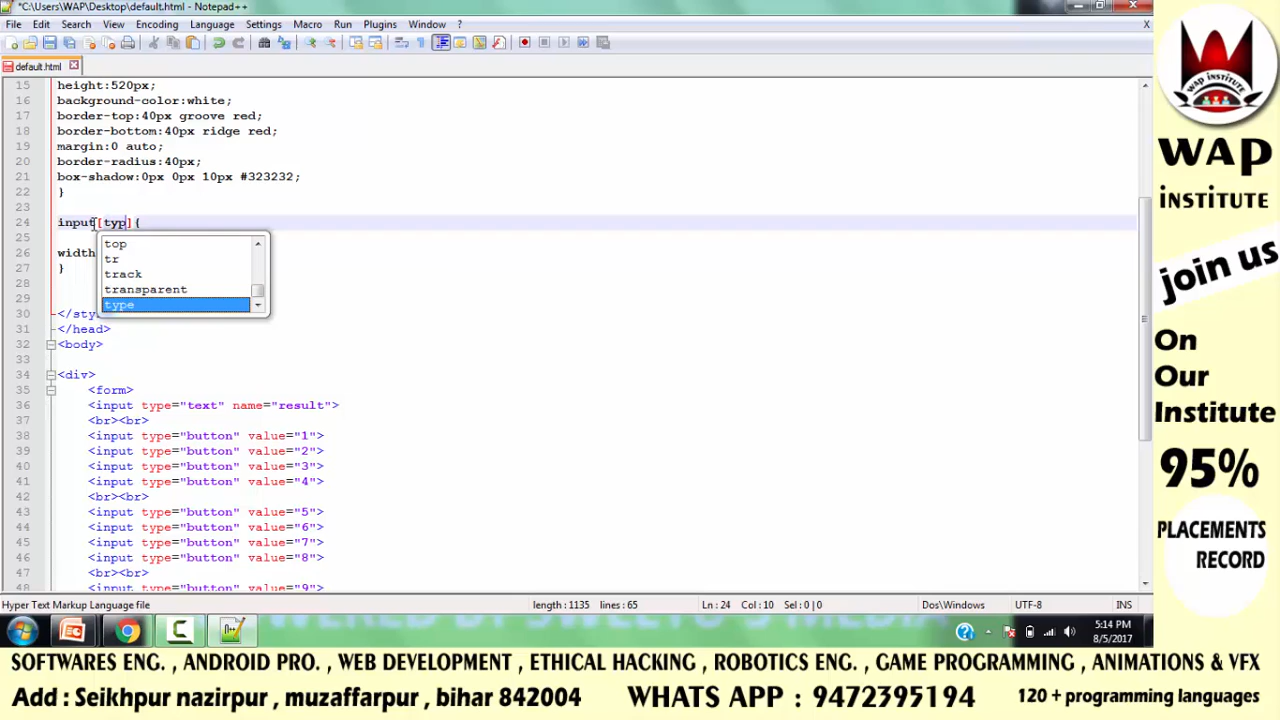 *C:\Users\WAP\Desktop\default.html - Notepad++
File Edit Search View Encoding Language Settings Macro Run Plugins Window ? X
default.html
15 height:520px;
16 background-color:white;
17 border-top:40px groove red;
18 border-bottom:40px ridge red;
19 margin:0 auto;
20 border-radius:40px;
21 box-shadow:0px 0px 10px #323232;
22 }
23
24 input[typ]{
25
26 width
27 }
28
29
30 </sty
31 </head>
32 <body>
33
34 <div>
35 <form>
36 <input type="text" name="result">
37 <br><br>
38 <input type="button" value="1">
39 <input type="button" value="2">
40 <input type="button" value="3">
41 <input type="button" value="4">
42 <br><br>
43 <input type="button" value="5">
44 <input type="button" value="6">
45 <input type="button" value="7">
46 <input type="button" value="8">
47 <br><br>
48 <input type="button" value="9">
top
tr
track
transparent
type
Hyper Text Markup Language file length : 1135 lines : 65 Ln : 24 Col : 10 Sel : 0 | 0 Dos\Windows UTF-8 INS
5:14 PM
8/5/2017
WAP INSTITUTE
WAP
INSTITUTE
join us
On
Our
Institute
95%
PLACEMENTS
RECORD
SOFTWARES ENG. , ANDROID PRO. , WEB DEVELOPMENT , ETHICAL HACKING , ROBOTICS ENG. , GAME PROGRAMMING , ANIMATIONS & VFX
Add : Seikhpur nazirpur , muzaffarpur , bihar 842004 WHATS APP : 9472395194 120 + programming languages